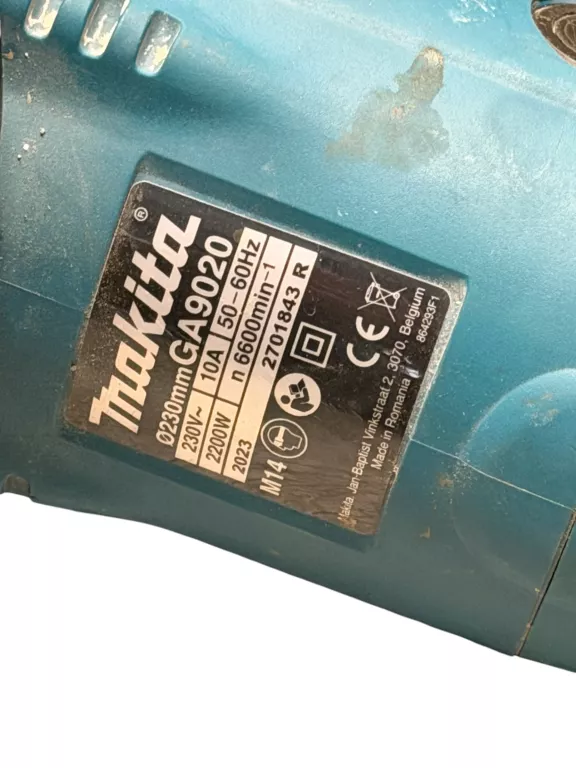 makita®
Ø230mm GA9020
230V~ 10A 50-60Hz
2200W n 6600min-1
2023 2701843 R
M14
CE
Makita, Jan-Baptist Vinkstraat 2, 3070, Belgium
Made in Romania 864293F1